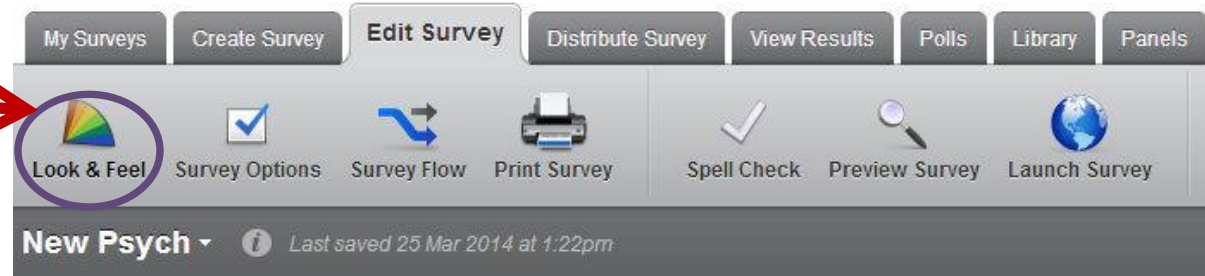 My Surveys Create Survey Edit Survey Distribute Survey View Results Polls Library Panels
Look & Feel Survey Options Survey Flow Print Survey Spell Check Preview Survey Launch Survey
New Psych i Last saved 25 Mar 2014 at 1:22pm